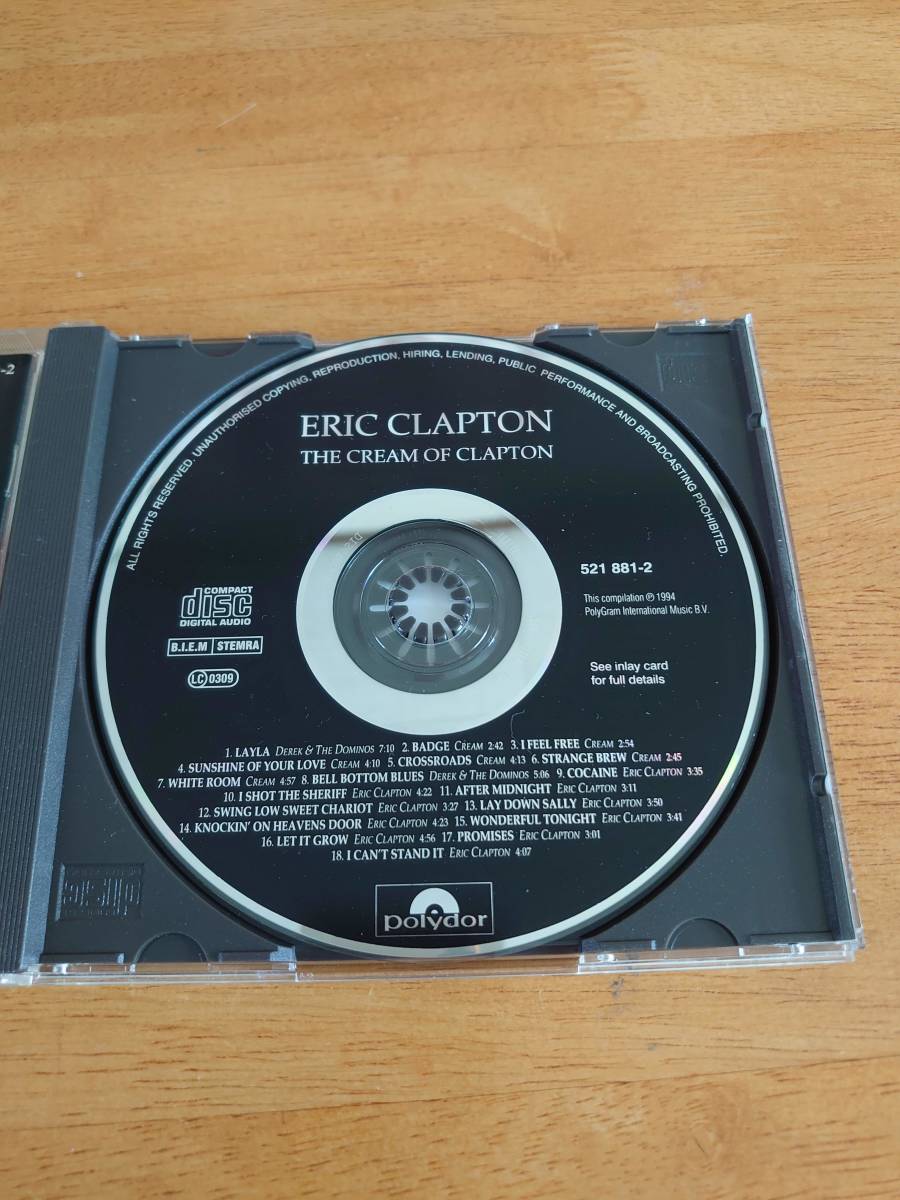 -2
ALL RIGHTS RESERVED. UNAUTHORISED COPYING, REPRODUCTION, HIRING, LENDING, PUBLIC PERFORMANCE AND BROADCASTING PROHIBITED.
ERIC CLAPTON
THE CREAM OF CLAPTON
COMPACT
disc
DIGITAL AUDIO
B.I.E.M STEMRA
LC 0309
521 881-2
This compilation ℗ 1994
PolyGram International Music B.V.
See inlay card
for full details
1. LAYLA DEREK & THE DOMINOS 7:10 2. BADGE CREAM 2:42 3. I FEEL FREE CREAM 2:54
4. SUNSHINE OF YOUR LOVE CREAM 4:10 5. CROSSROADS CREAM 4:13 6. STRANGE BREW CREAM 2:45
7. WHITE ROOM CREAM 4:57 8. BELL BOTTOM BLUES DEREK & THE DOMINOS 5.06 9. COCAINE ERIC CLAPTON 3:35
10. I SHOT THE SHERIFF ERIC CLAPTON 4:22 11. AFTER MIDNIGHT ERIC CLAPTON 3:11
12. SWING LOW SWEET CHARIOT ERIC CLAPTON 3:27 13. LAY DOWN SALLY ERIC CLAPTON 3:50
14. KNOCKIN' ON HEAVENS DOOR ERIC CLAPTON 4:23 15. WONDERFUL TONIGHT ERIC CLAPTON 3:41
16. LET IT GROW ERIC CLAPTON 4:56 17. PROMISES ERIC CLAPTON 3:01
18. I CAN'T STAND IT ERIC CLAPTON 4:07
polydor